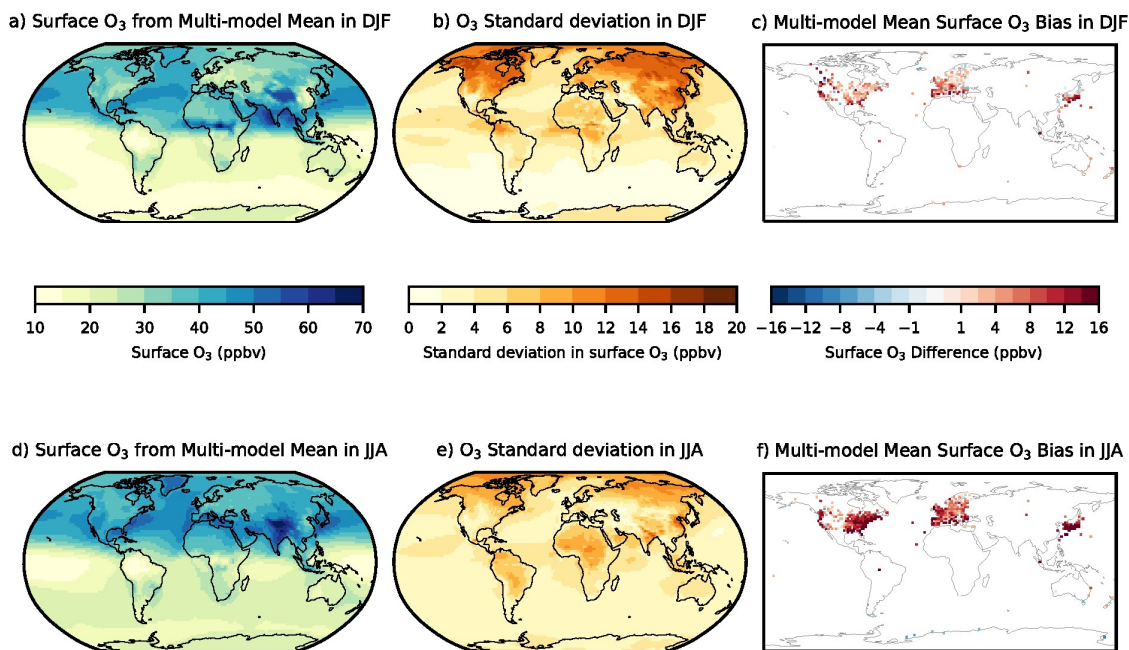 a) Surface O₃ from Multi-model Mean in DJF
b) O₃ Standard deviation in DJF
c) Multi-model Mean Surface O₃ Bias in DJF
10 20 30 40 50 60 70
Surface O₃ (ppbv)
0 2 4 6 8 10 12 14 16 18 20
Standard deviation in surface O₃ (ppbv)
−16 −12 −8 −4 −1 1 4 8 12 16
Surface O₃ Difference (ppbv)
d) Surface O₃ from Multi-model Mean in JJA
e) O₃ Standard deviation in JJA
f) Multi-model Mean Surface O₃ Bias in JJA